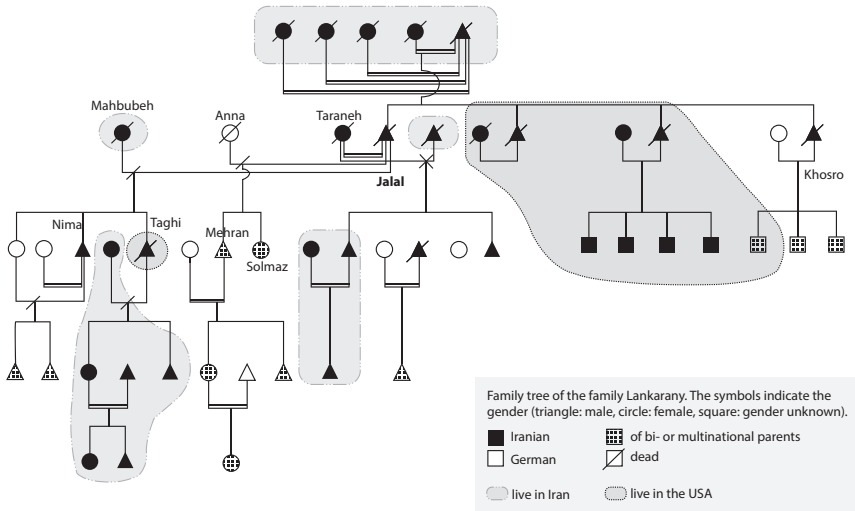 Mahbubeh
Anna
Taraneh
Jalal
Khosro
Nima
Taghi
Mehran
Solmaz
Family tree of the family Lankarany. The symbols indicate the
gender (triangle: male, circle: female, square: gender unknown).
Iranian
of bi- or multinational parents
German
dead
live in Iran
live in the USA